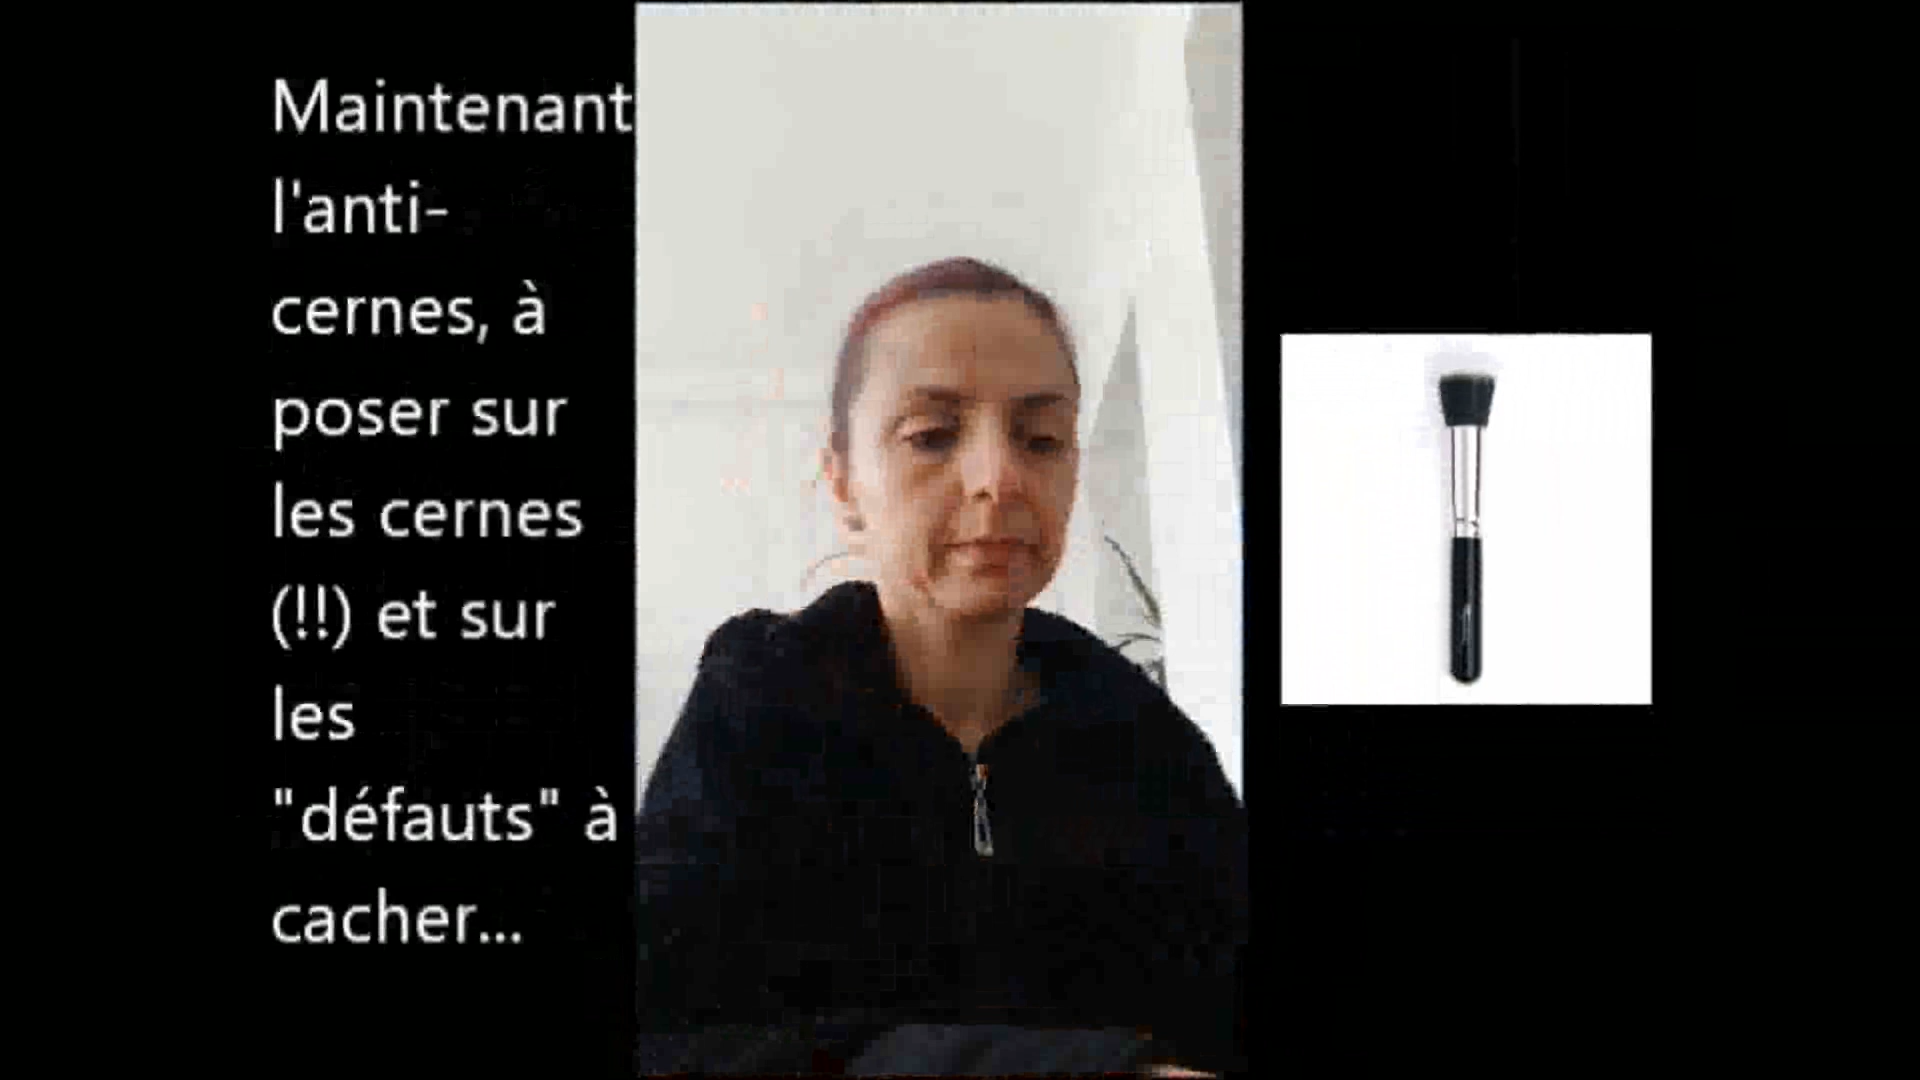 Maintenant
l'anti-
cernes, à
poser sur
les cernes
(!!) et sur
les
"défauts" à
cacher...